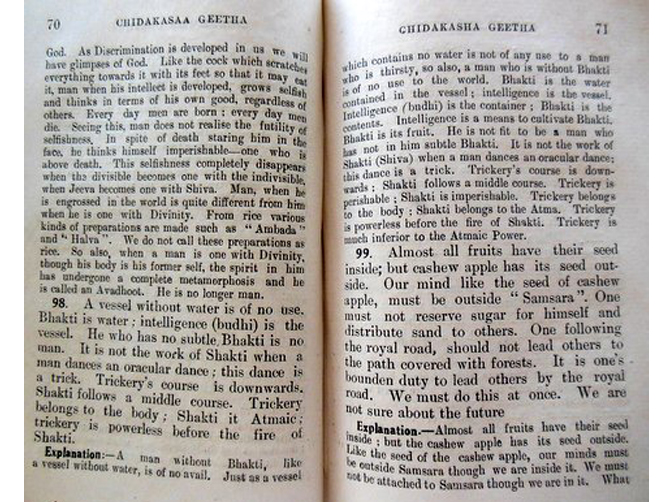 70 CHIDAKASAA GEETHA
God. As Discrimination is developed in us we will
have glimpses of God. Like the cock which scratches
everything towards it with its feet so that it may eat
it, man when his intellect is developed, grows selfish
and thinks in terms of his own good, regardless of
others. Every day men are born : every day men
die. Seeing this, man does not realise the futility of
selfishness. In spite of death staring him in the
face, he thinks himself imperishable—one who is
above death. This selfishness completely disappears
when the divisible becomes one with the indivisible,
when Jeeva becomes one with Shiva. Man, when he
is engrossed in the world is quite different from him
when he is one with Divinity. From rice various
kinds of preparations are made such as “ Ambada ”
and “ Halva ”. We do not call these preparations as
rice. So also, when a man is one with Divinity,
though his body is his former self, the spirit in him
has undergone a complete metamorphosis and he
is called an Avadhoot. He is no longer man.
98. A vessel without water is of no use.
Bhakti is water ; intelligence (budhi) is the
vessel. He who has no subtle Bhakti is no
man. It is not the work of Shakti when a
man dances an oracular dance ; this dance is
a trick. Trickery's course is downwards.
Shakti follows a middle course. Trickery
belongs to the body ; Shakti it Atmaic ;
trickery is powerless before the fire of
Shakti.
Explanation:—A man without Bhakti, like
a vessel without water, is of no avail. Just as a vessel
CHIDAKASHA GEETHA 71
which contains no water is not of any use to a man
who is thirsty, so also, a man who is without Bhakti
is of no use to the world. Bhakti is the water
contained in the vessel ; intelligence is the vessel.
Intelligence (budhi) is the container ; Bhakti is the
contents. Intelligence is a means to cultivate Bhakti.
Bhakti is its fruit. He is not fit to be a man who
has not in him subtle Bhakti. It is not the work of
Shakti (Shiva) when a man dances an oracular dance;
this dance is a trick. Trickery's course is down-
wards ; Shakti follows a middle course. Trickery is
perishable ; Shakti is imperishable. Trickery belongs
to the body : Shakti belongs to the Atma. Trickery
is powerless before the fire of Shakti. Trickery is
much inferior to the Atmaic Power.
99. Almost all fruits have their seed
inside; but cashew apple has its seed out-
side. Our mind like the seed of cashew
apple, must be outside “ Samsara ”. One
must not reserve sugar for himself and
distribute sand to others. One following
the royal road, should not lead others to
the path covered with forests. It is one's
bounden duty to lead others by the royal
road. We must do this at once. We are
not sure about the future
Explanation.—Almost all fruits have their seed
inside ; but the cashew apple has its seed outside.
Like the seed of the cashew apple, our minds must
be outside Samsara though we are inside it. We must
not be attached to Samsara though we are in it. What